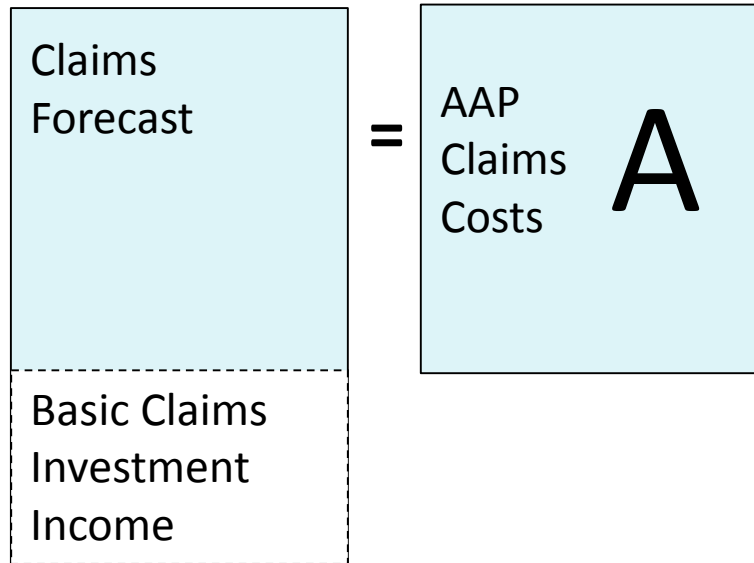 Claims
Forecast
Basic Claims
Investment
Income
=
AAP
Claims
Costs
A